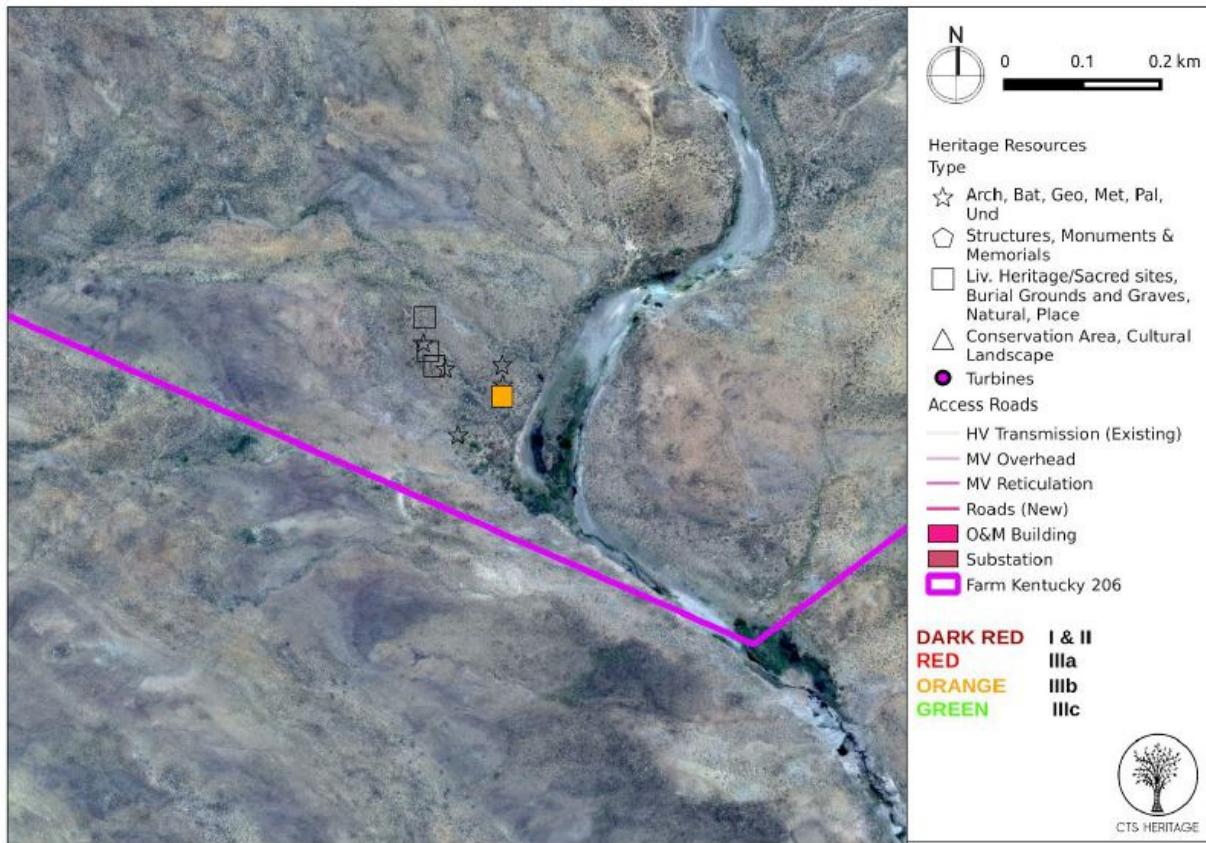 N
0 0.1 0.2 km
Heritage Resources
Type
Arch, Bat, Geo, Met, Pal,
Und
Structures, Monuments &
Memorials
Liv. Heritage/Sacred sites,
Burial Grounds and Graves,
Natural, Place
Conservation Area, Cultural
Landscape
Turbines
Access Roads
HV Transmission (Existing)
MV Overhead
MV Reticulation
Roads (New)
O&M Building
Substation
Farm Kentucky 206
DARK RED I & II
RED IIIa
ORANGE IIIb
GREEN IIIc
CTS HERITAGE